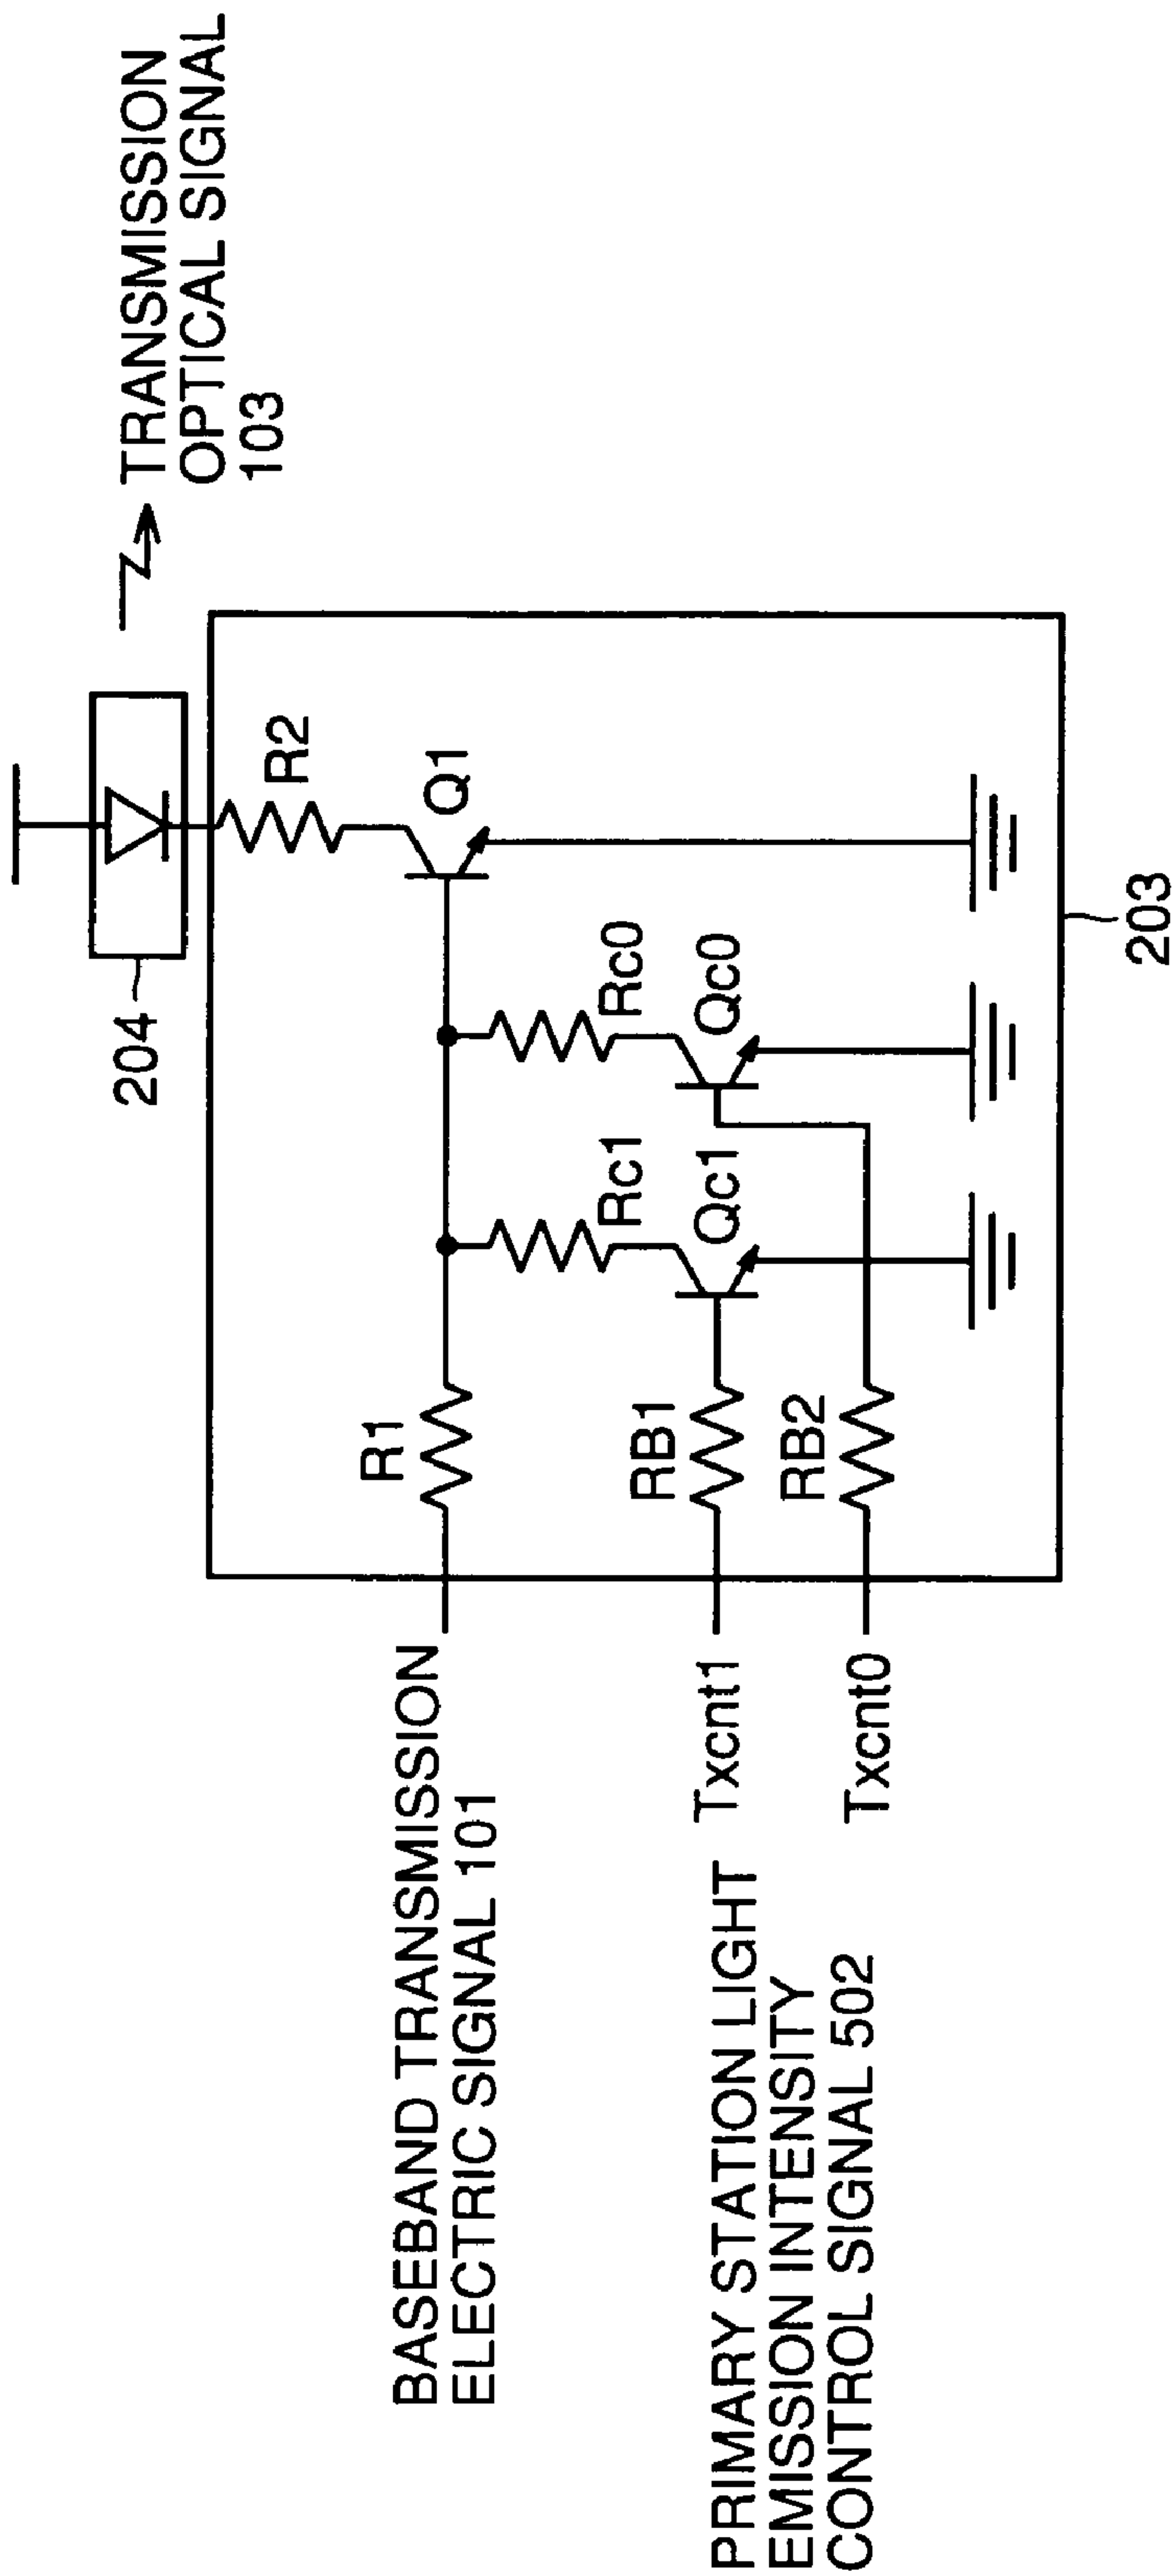 TRANSMISSION
OPTICAL SIGNAL
103
204
R2
Q1
Rc0
Qc0
Rc1
Qc1
R1
RB1
RB2
203
BASEBAND TRANSMISSION
ELECTRIC SIGNAL 101
Txcnt1
Txcnt0
PRIMARY STATION LIGHT
EMISSION INTENSITY
CONTROL SIGNAL 502